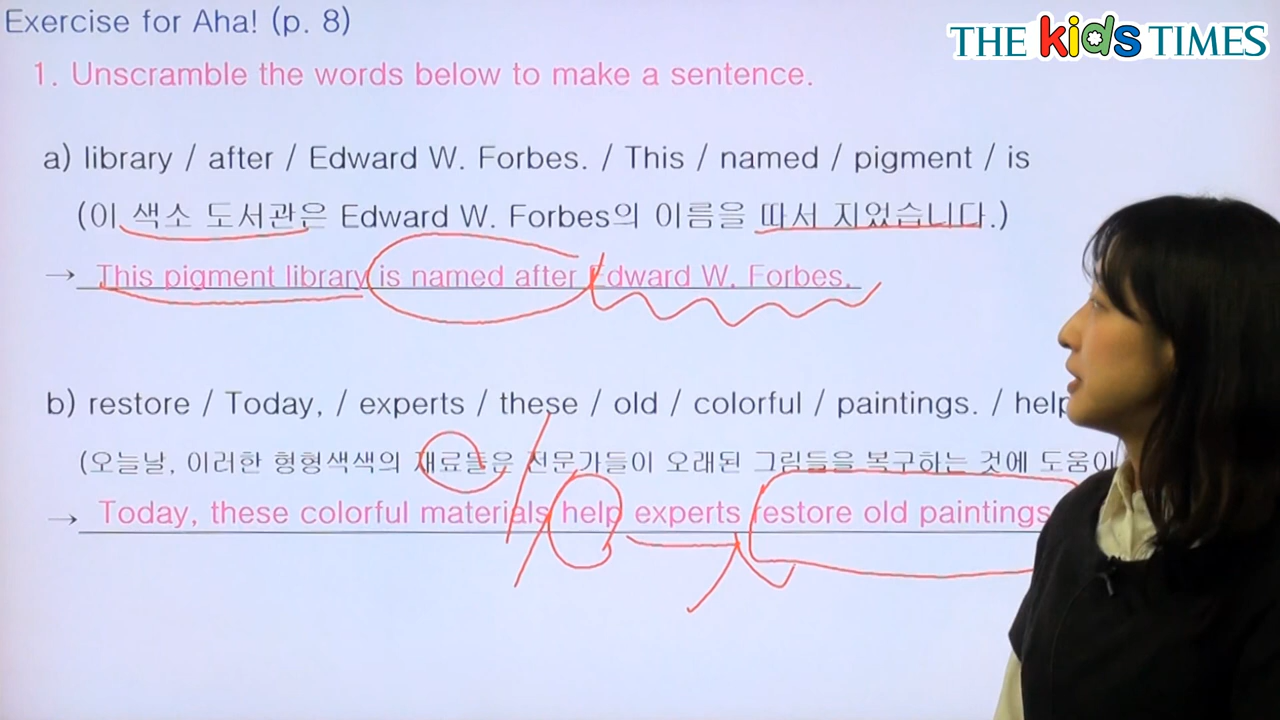 Exercise for Aha! (p. 8)
THE kids TIMES
1. Unscramble the words below to make a sentence.
a) library / after / Edward W. Forbes. / This / named / pigment / is
(이 색소 도서관은 Edward W. Forbes의 이름을 따서 지었습니다.)
→ This pigment library is named after Edward W. Forbes.
b) restore / Today, / experts / these / old / colorful / paintings. / help
(오늘날, 이러한 형형색색의 재료들은 전문가들이 오래된 그림들을 복구하는 것에 도움이
→ Today, these colorful materials help experts restore old paintings